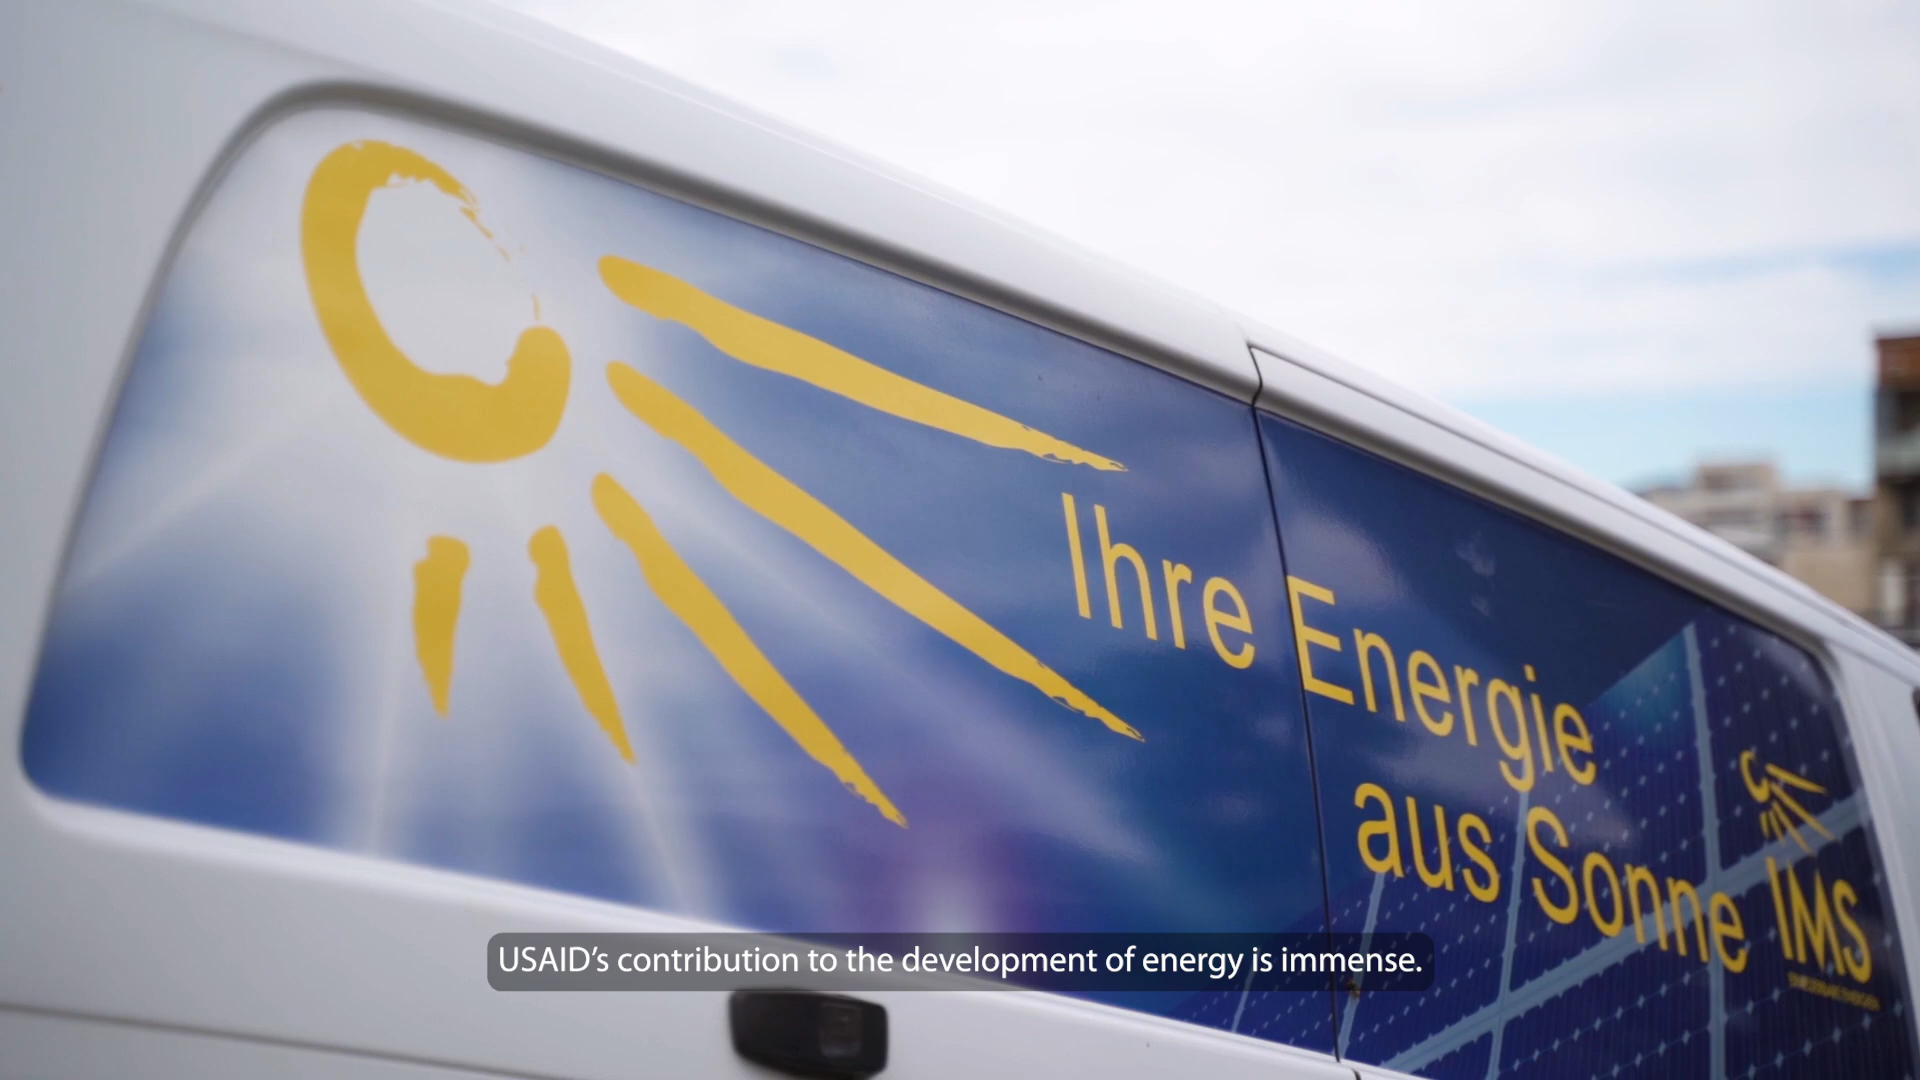 Ihre Energie
aus Sonne
IMS
USAID’s contribution to the development of energy is immense.